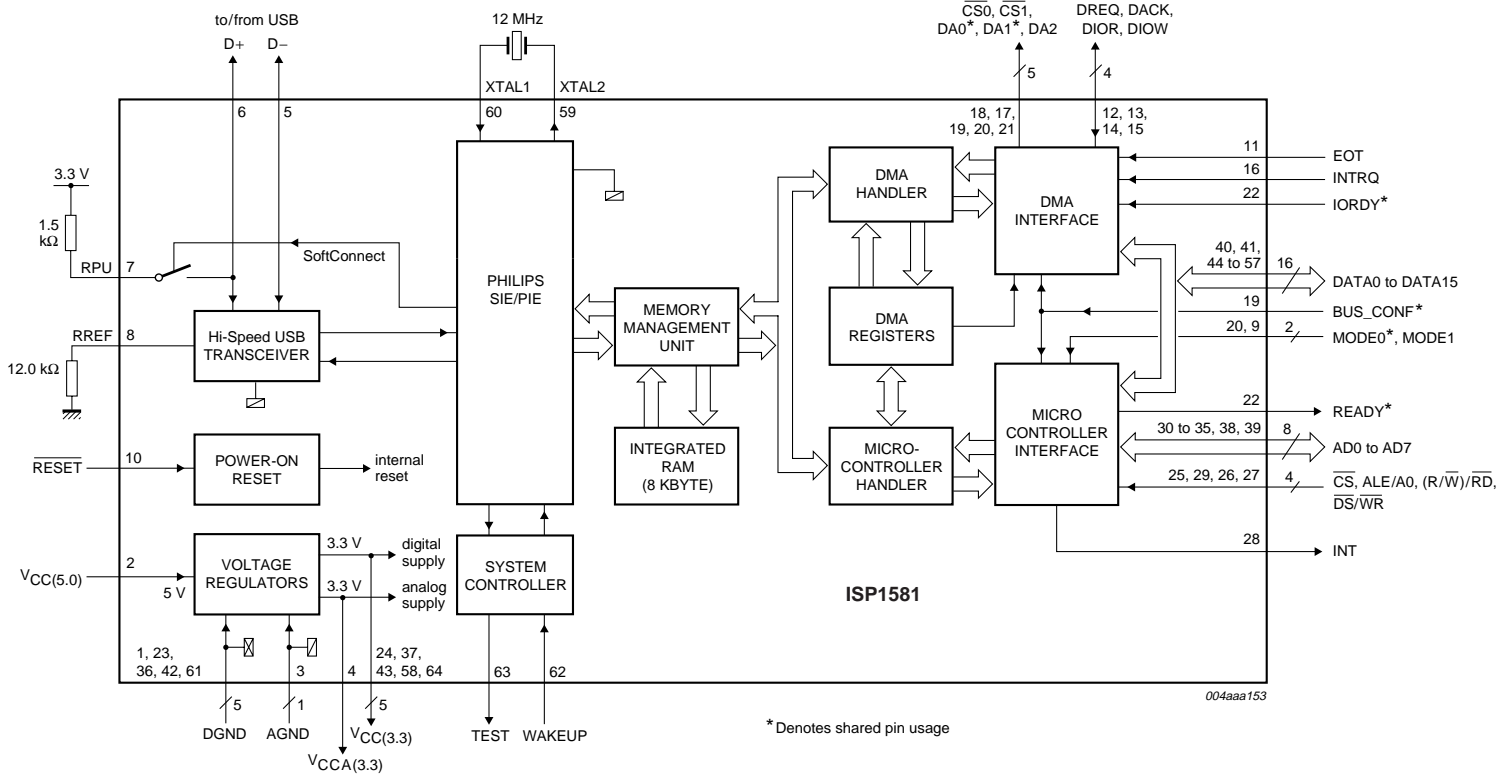 to/from USB
D+ D−
12 MHz
XTAL1 XTAL2
6 5 60 59
CS0, CS1,
DA0*, DA1*, DA2
DREQ, DACK,
DIOR, DIOW
5 4
18, 17,
19, 20, 21
12, 13,
14, 15
11 EOT
16 INTRQ
22 IORDY*
3.3 V
1.5
kΩ
RPU 7
SoftConnect
RREF 8
12.0 kΩ
Hi-Speed USB
TRANSCEIVER
PHILIPS
SIE/PIE
MEMORY
MANAGEMENT
UNIT
INTEGRATED
RAM
(8 KBYTE)
DMA
HANDLER
DMA
REGISTERS
MICRO-
CONTROLLER
HANDLER
DMA
INTERFACE
MICRO
CONTROLLER
INTERFACE
40, 41,
44 to 57
16
DATA0 to DATA15
19 BUS_CONF*
20, 9 2 MODE0*, MODE1
22 READY*
30 to 35, 38, 39 8 AD0 to AD7
25, 29, 26, 27 4 CS, ALE/A0, (R/W)/RD,
DS/WR
28 INT
RESET 10
POWER-ON
RESET
internal
reset
VCC(5.0) 2
5 V
VOLTAGE
REGULATORS
3.3 V digital
supply
3.3 V analog
supply
SYSTEM
CONTROLLER
ISP1581
1, 23,
36, 42, 61
3 4
24, 37,
43, 58, 64
63 62
5 1 5
DGND AGND
VCC(3.3)
VCCA(3.3)
TEST WAKEUP
* Denotes shared pin usage
004aaa153